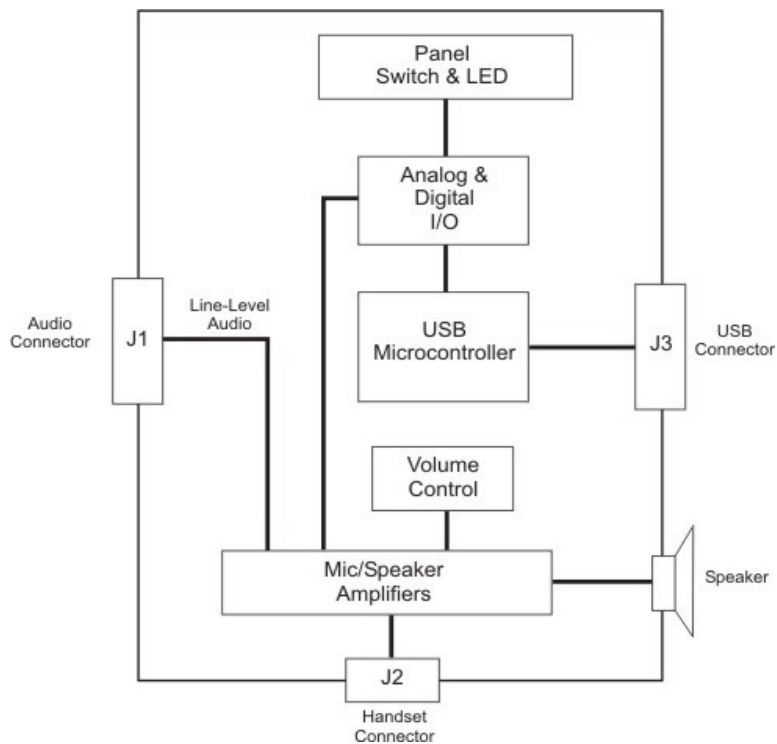 Panel
Switch & LED
Analog &
Digital
I/O
Line-Level
Audio
Audio
Connector
J1
USB
Microcontroller
J3
USB
Connector
Volume
Control
Mic/Speaker
Amplifiers
Speaker
J2
Handset
Connector